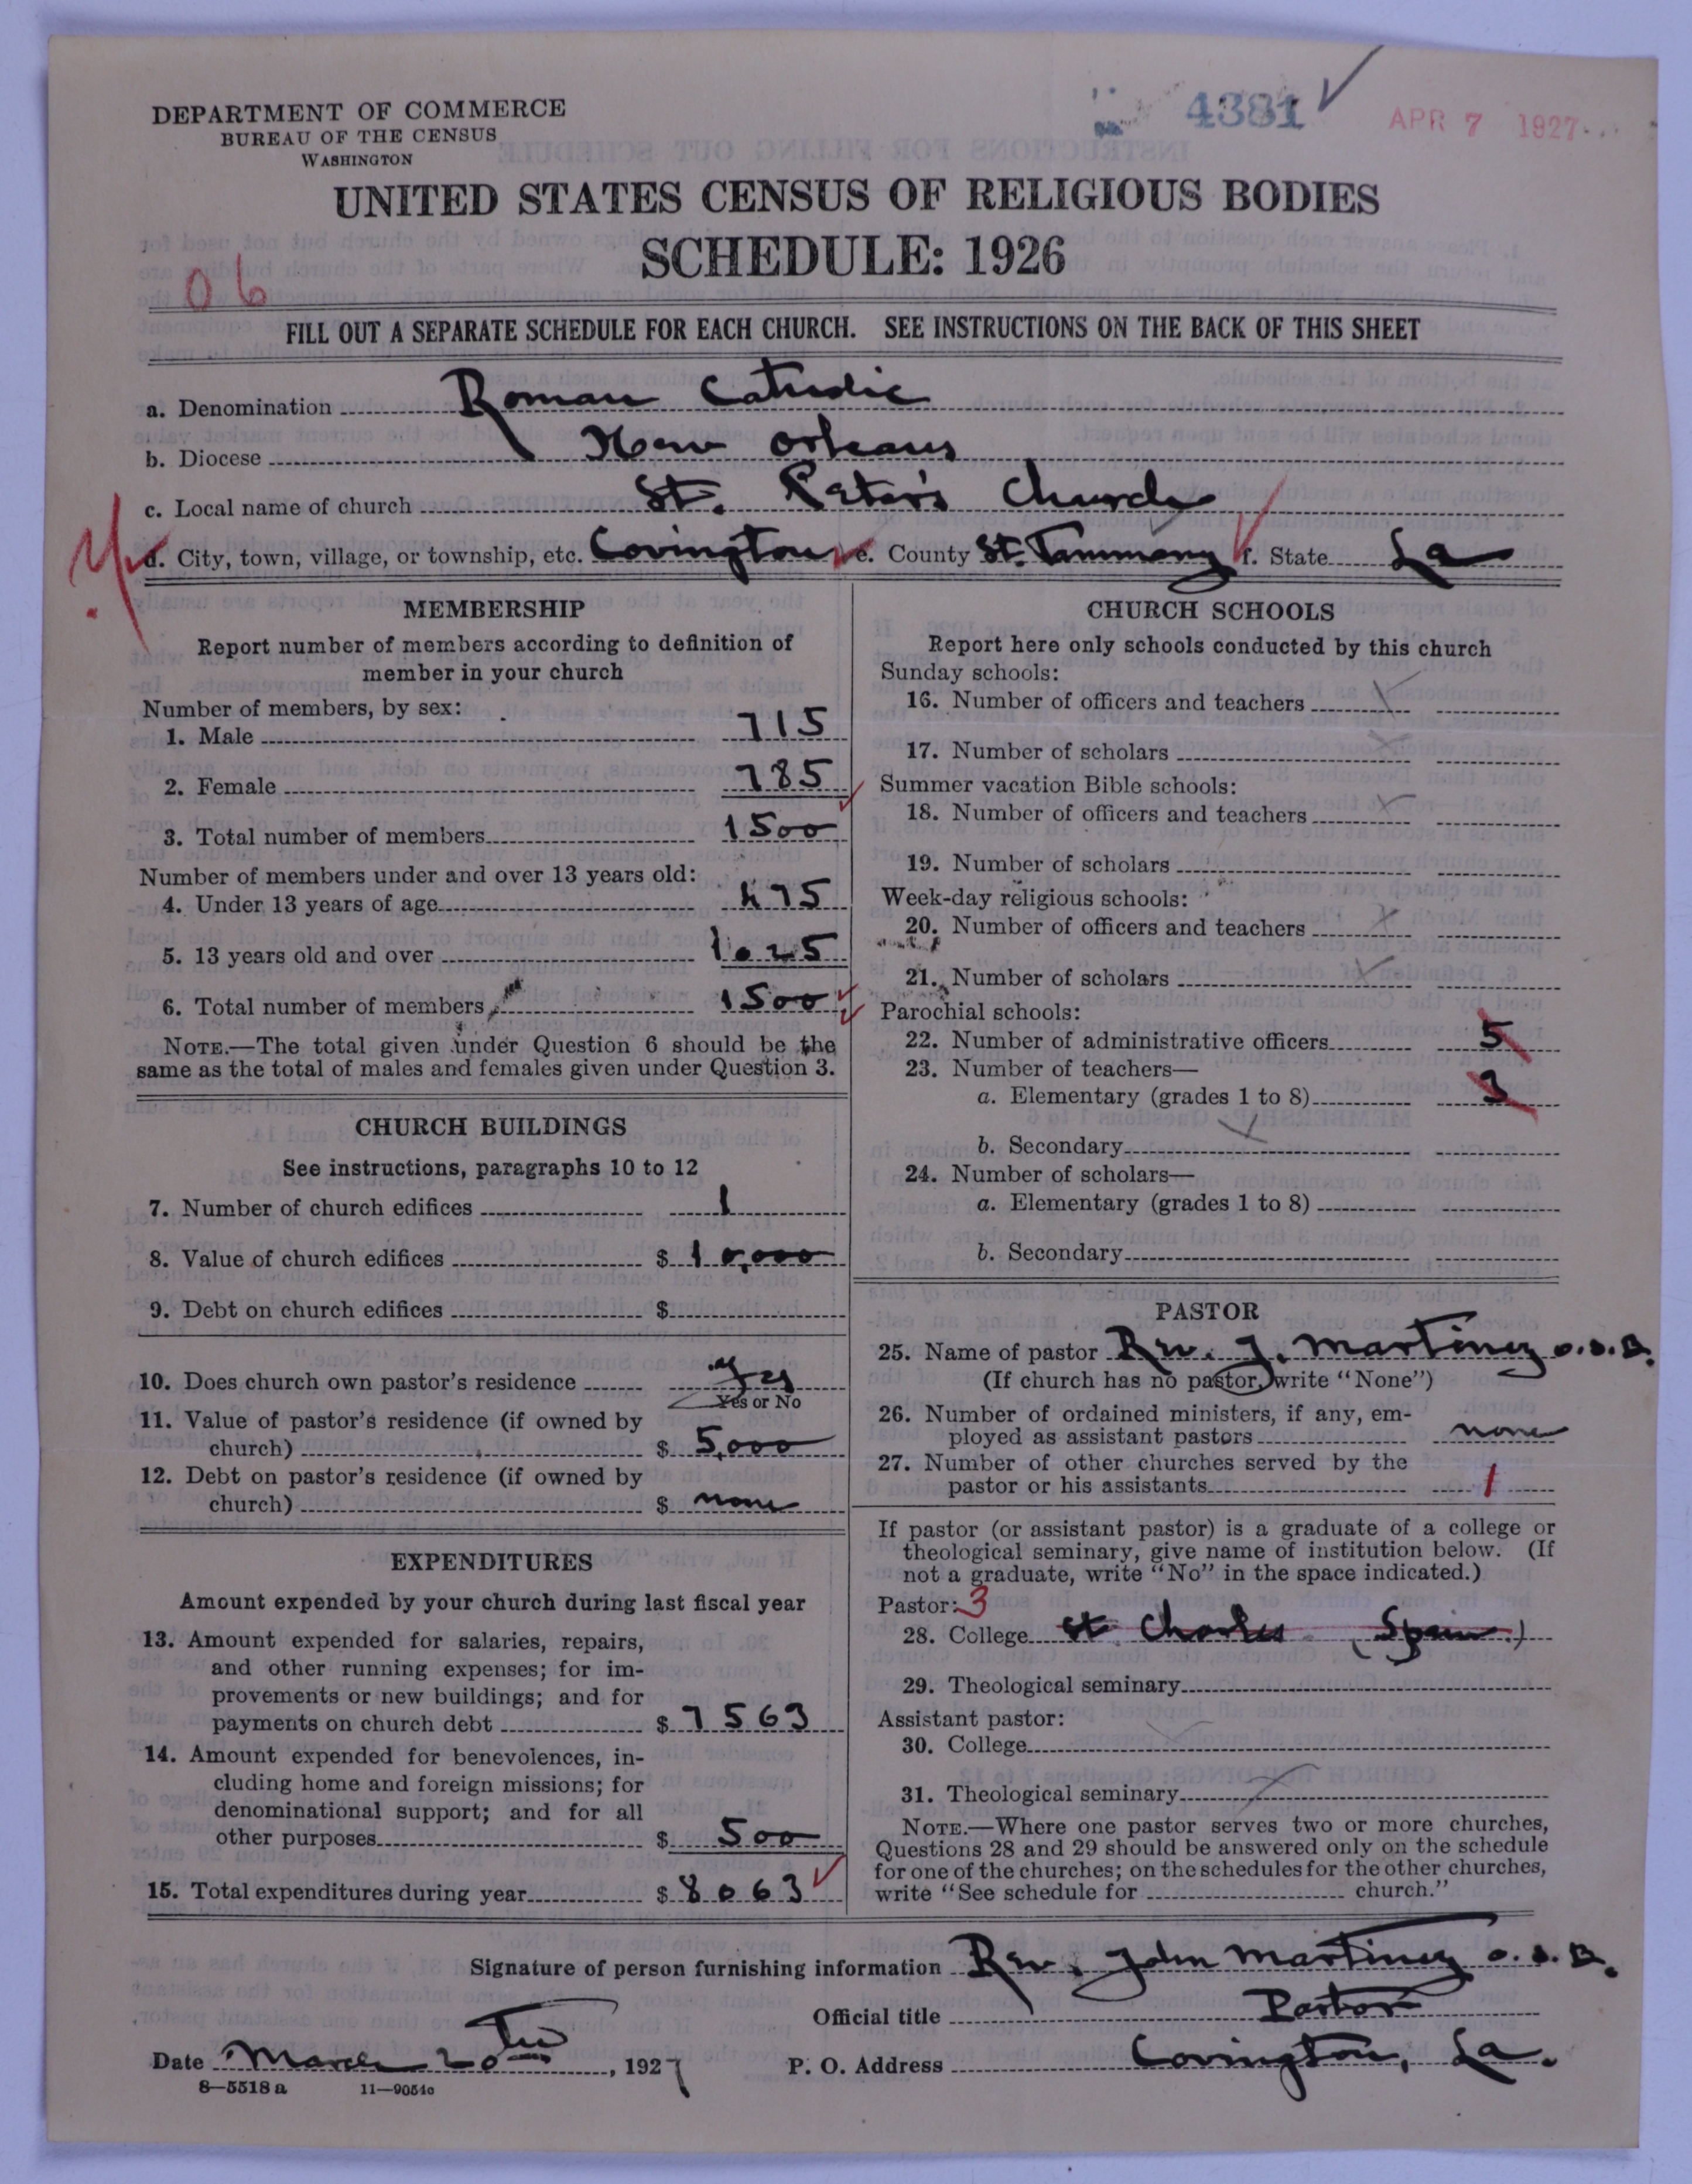 4381 ✓ APR 7 1927
DEPARTMENT OF COMMERCE
BUREAU OF THE CENSUS
WASHINGTON
UNITED STATES CENSUS OF RELIGIOUS BODIES
SCHEDULE: 1926
06
FILL OUT A SEPARATE SCHEDULE FOR EACH CHURCH. SEE INSTRUCTIONS ON THE BACK OF THIS SHEET
a. Denomination Roman Catholic
b. Diocese New Orleans
c. Local name of church St. Peter's Church
d. City, town, village, or township, etc. Covington e. County St. Tammany f. State La
MEMBERSHIP
Report number of members according to definition of
member in your church
Number of members, by sex:
1. Male 715
2. Female 785
3. Total number of members 1500
Number of members under and over 13 years old:
4. Under 13 years of age 475
5. 13 years old and over 1025
6. Total number of members 1500
NOTE.—The total given under Question 6 should be the
same as the total of males and females given under Question 3.
CHURCH BUILDINGS
See instructions, paragraphs 10 to 12
7. Number of church edifices 1
8. Value of church edifices $ 10,000
9. Debt on church edifices $
10. Does church own pastor's residence yes
Yes or No
11. Value of pastor's residence (if owned by
church) $ 5,000
12. Debt on pastor's residence (if owned by
church) $ none
EXPENDITURES
Amount expended by your church during last fiscal year
13. Amount expended for salaries, repairs,
and other running expenses; for im-
provements or new buildings; and for
payments on church debt $ 7563
14. Amount expended for benevolences, in-
cluding home and foreign missions; for
denominational support; and for all
other purposes $ 500
15. Total expenditures during year $ 8063
CHURCH SCHOOLS
Report here only schools conducted by this church
Sunday schools:
16. Number of officers and teachers
17. Number of scholars
Summer vacation Bible schools:
18. Number of officers and teachers
19. Number of scholars
Week-day religious schools:
20. Number of officers and teachers
21. Number of scholars
Parochial schools:
22. Number of administrative officers 5
23. Number of teachers—
a. Elementary (grades 1 to 8) 3
b. Secondary
24. Number of scholars—
a. Elementary (grades 1 to 8)
b. Secondary
PASTOR
25. Name of pastor Rev. J. Martinez O.S.B.
(If church has no pastor, write "None")
26. Number of ordained ministers, if any, em-
ployed as assistant pastors none
27. Number of other churches served by the
pastor or his assistants 1
If pastor (or assistant pastor) is a graduate of a college or
theological seminary, give name of institution below. (If
not a graduate, write "No" in the space indicated.)
Pastor: 3
28. College St. Charles (Spain.)
29. Theological seminary
Assistant pastor:
30. College
31. Theological seminary
NOTE.—Where one pastor serves two or more churches,
Questions 28 and 29 should be answered only on the schedule
for one of the churches; on the schedules for the other churches,
write "See schedule for church."
Signature of person furnishing information Rev. John Martinez O.S.B.
Official title Pastor
Date March 20th, 1927 P. O. Address Covington, La.
8—5518 a 11—9054c